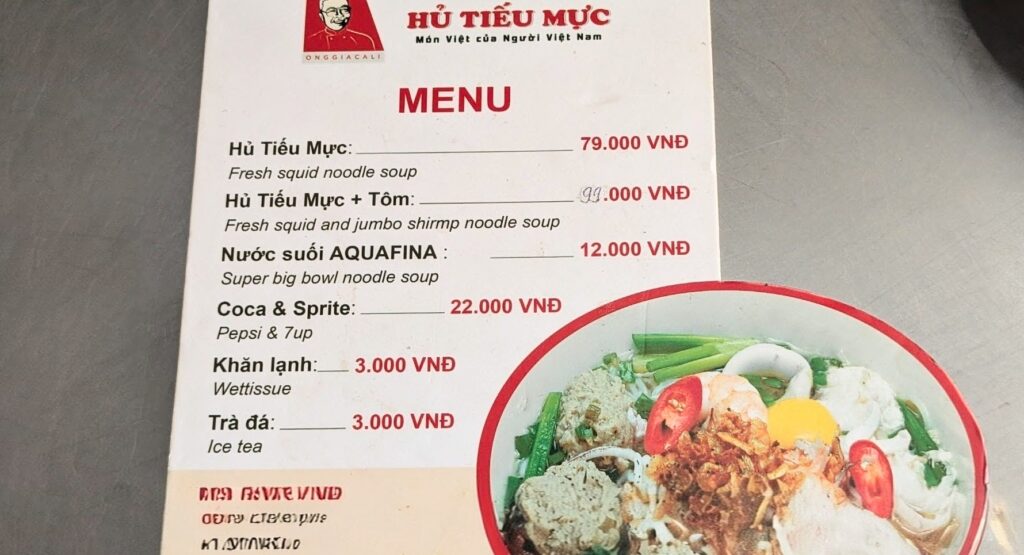 HỦ TIẾU MỰC
Món Việt của Người Việt Nam
ONGGIACALI
MENU
Hủ Tiếu Mực: 79.000 VNĐ
Fresh squid noodle soup
Hủ Tiếu Mực + Tôm: 99.000 VNĐ
Fresh squid and jumbo shirmp noodle soup
Nước suối AQUAFINA : 12.000 VNĐ
Super big bowl noodle soup
Coca & Sprite: 22.000 VNĐ
Pepsi & 7up
Khăn lạnh: 3.000 VNĐ
Wettissue
Trà đá: 3.000 VNĐ
Ice tea